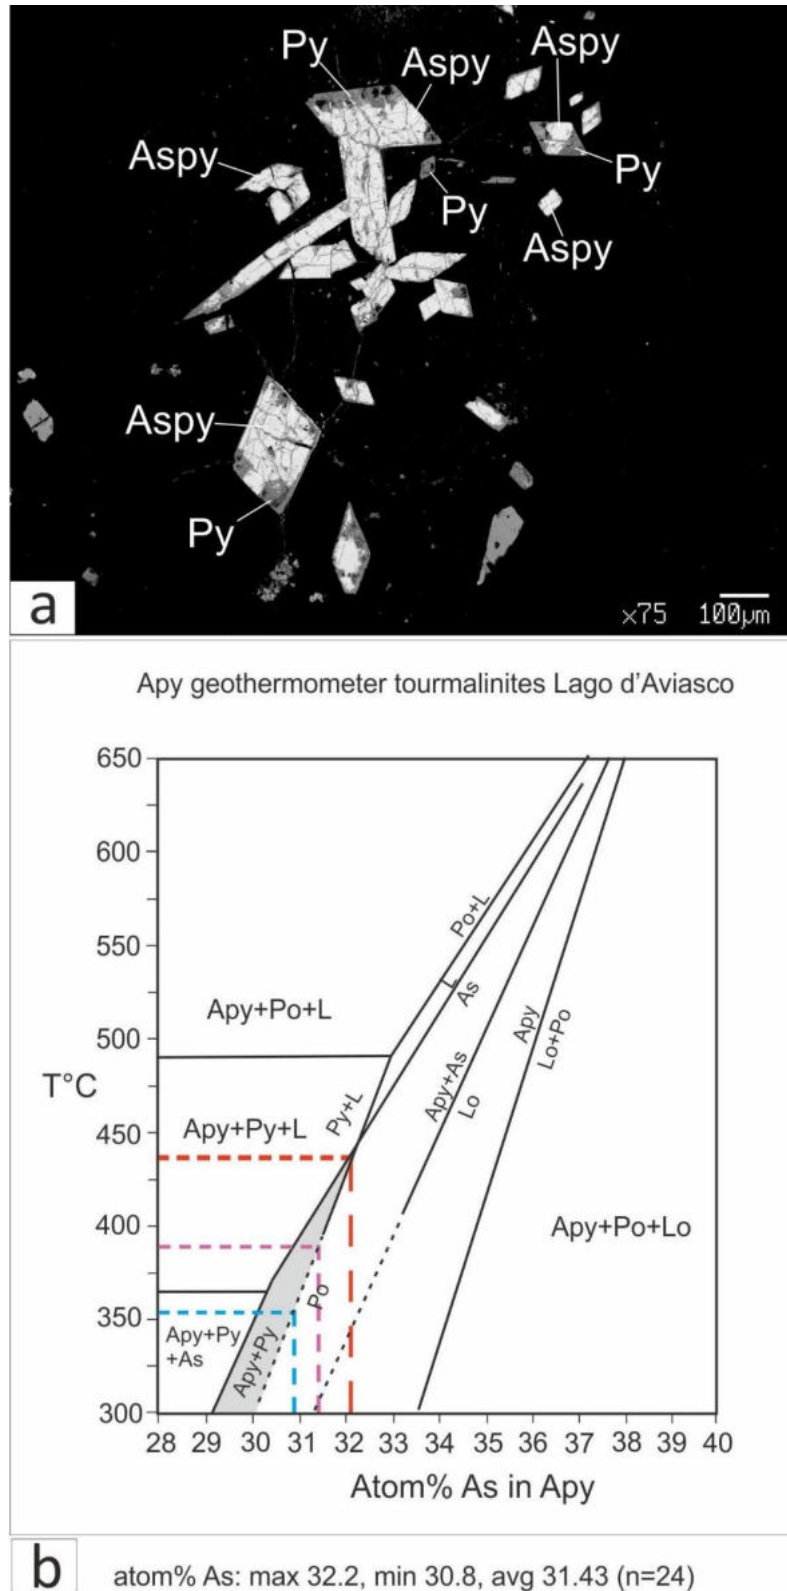 Py
Aspy
Aspy
Aspy
Py
Py
Aspy
Aspy
Py
a
x75 100µm
Apy geothermometer tourmalinites Lago d'Aviasco
650
600
550
500
450
400
350
300
T°C
Po+L
L
As
Apy+Po+L
Apy
Lo+Po
Apy+As
Lo
Py+L
Apy+Py+L
Apy+Po+Lo
Po
Apy+Py
+As
Apy+Py
28 29 30 31 32 33 34 35 36 37 38 39 40
Atom% As in Apy
b
atom% As: max 32.2, min 30.8, avg 31.43 (n=24)